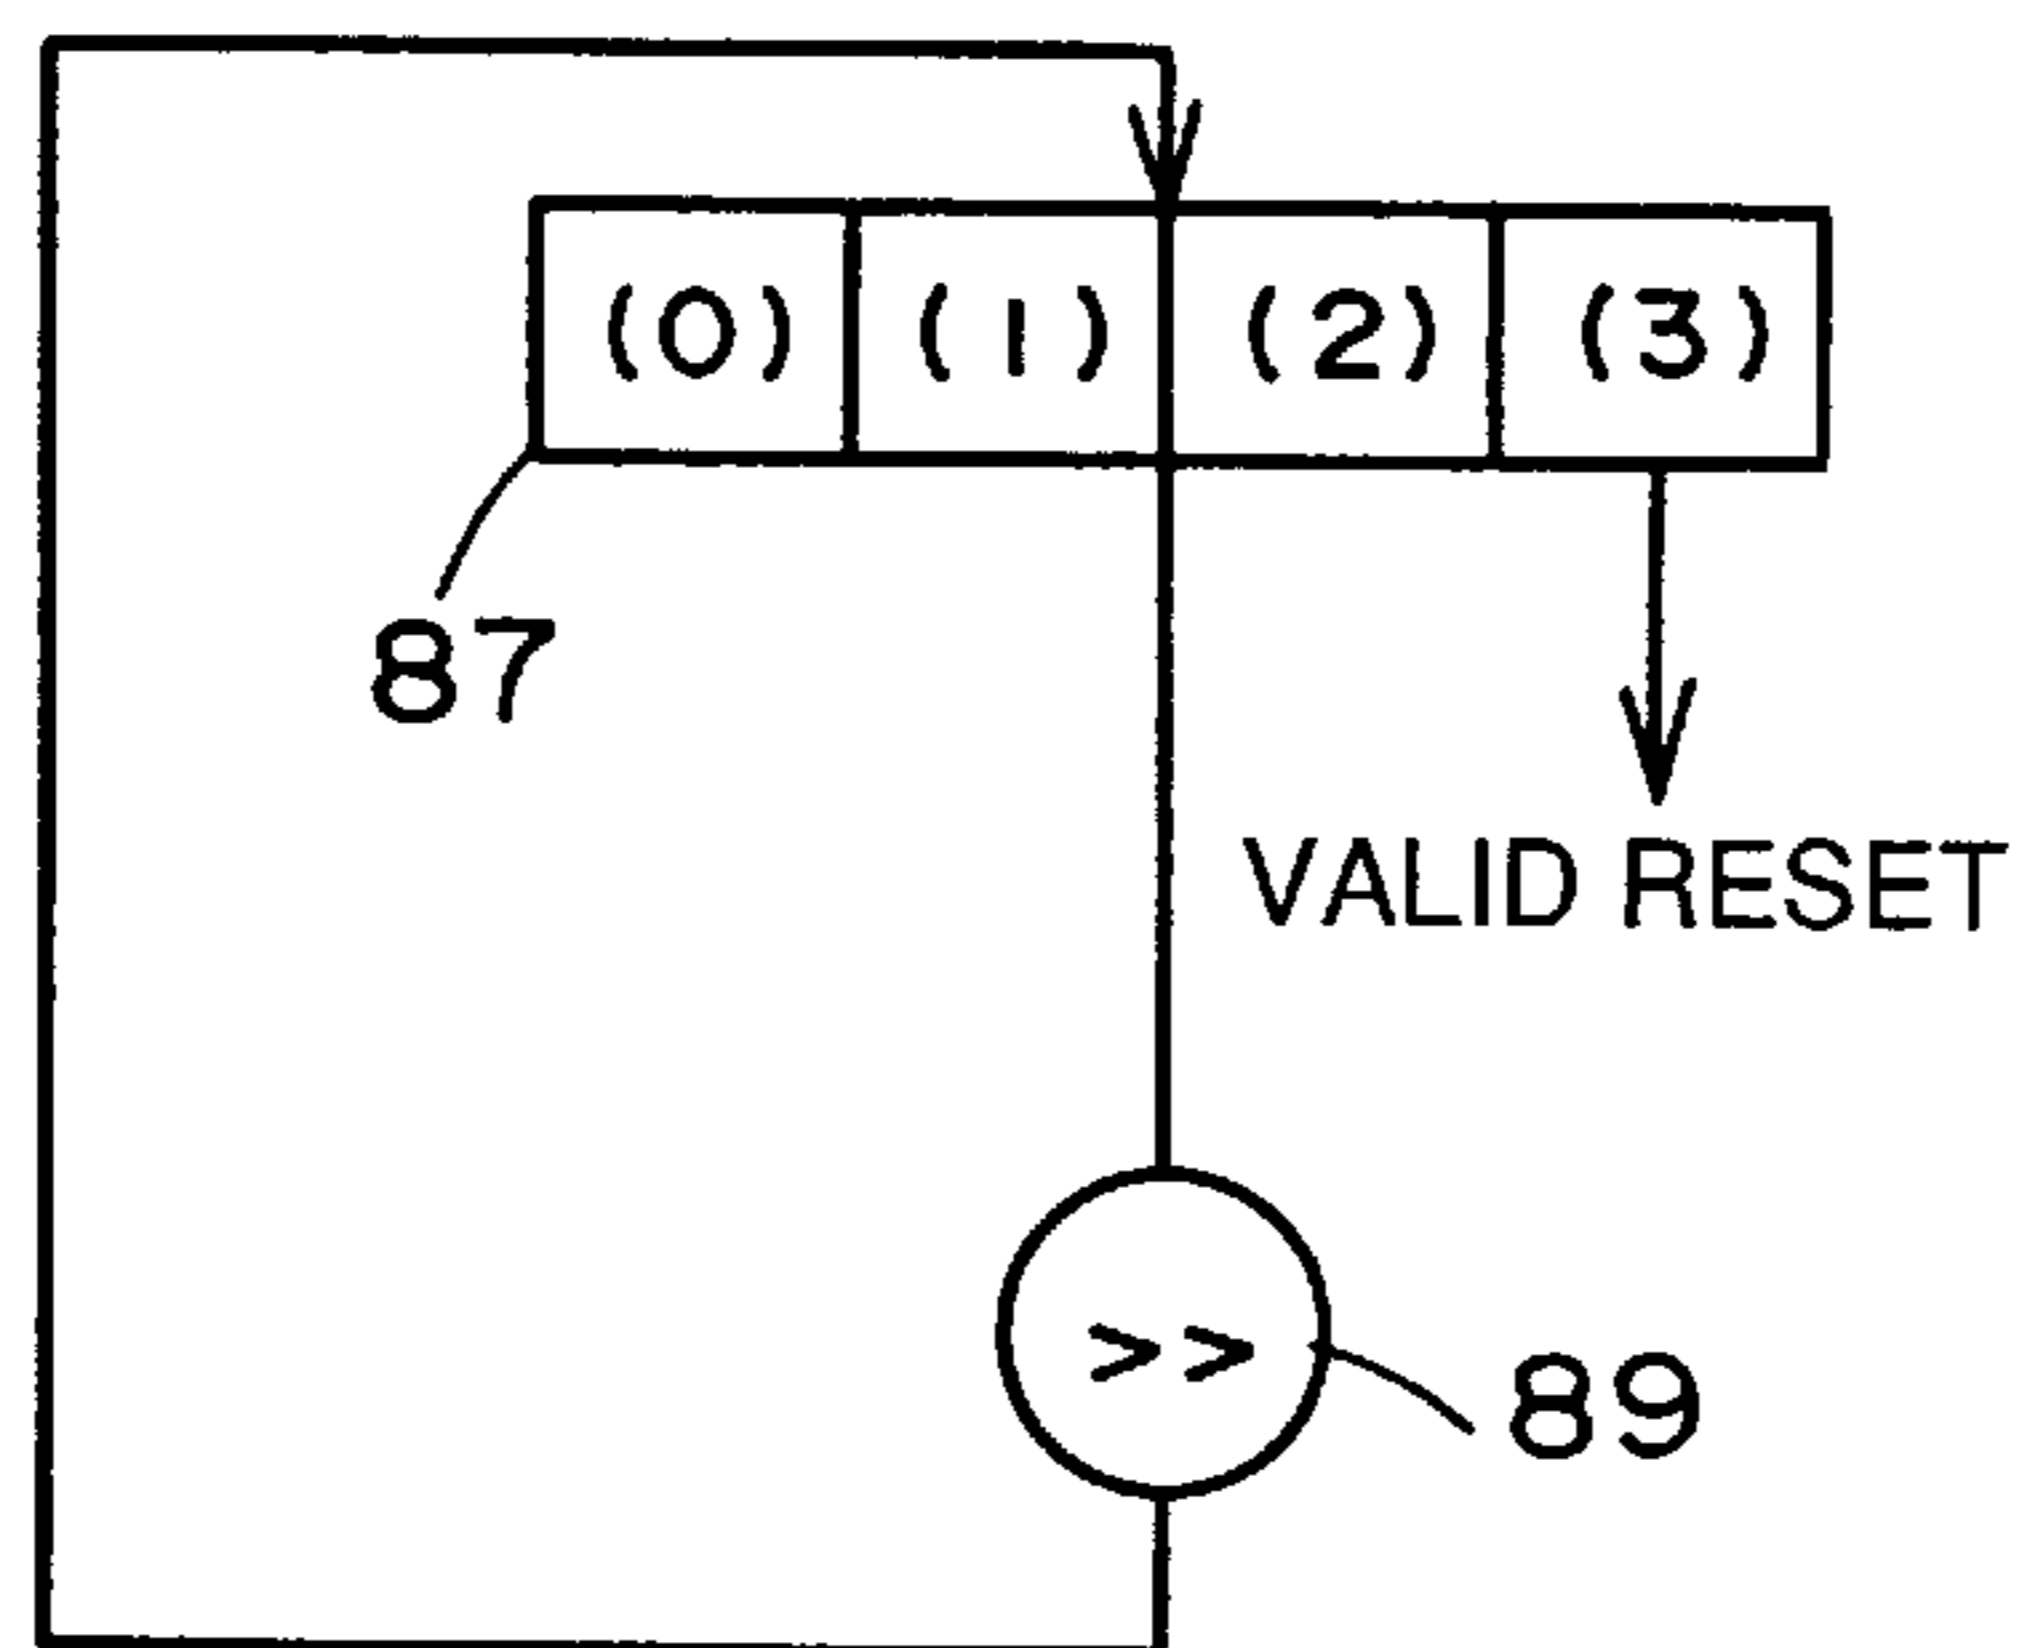 (0) (1) (2) (3)
87
VALID RESET
>>
89